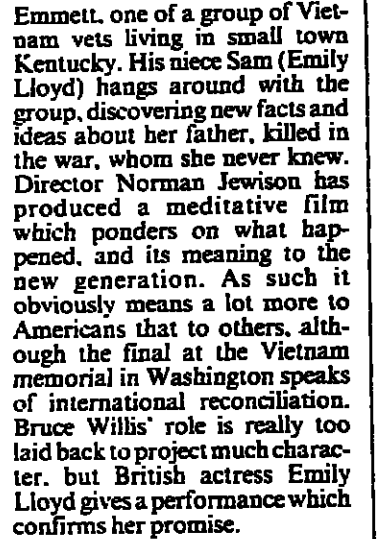 Emmett, one of a group of Viet-
nam vets living in small town
Kentucky. His niece Sam (Emily
Lloyd) hangs around with the
group, discovering new facts and
ideas about her father, killed in
the war, whom she never knew.
Director Norman Jewison has
produced a meditative film
which ponders on what hap-
pened, and its meaning to the
new generation. As such it
obviously means a lot more to
Americans that to others, alth-
ough the final at the Vietnam
memorial in Washington speaks
of international reconciliation.
Bruce Willis' role is really too
laid back to project much charac-
ter, but British actress Emily
Lloyd gives a performance which
confirms her promise.